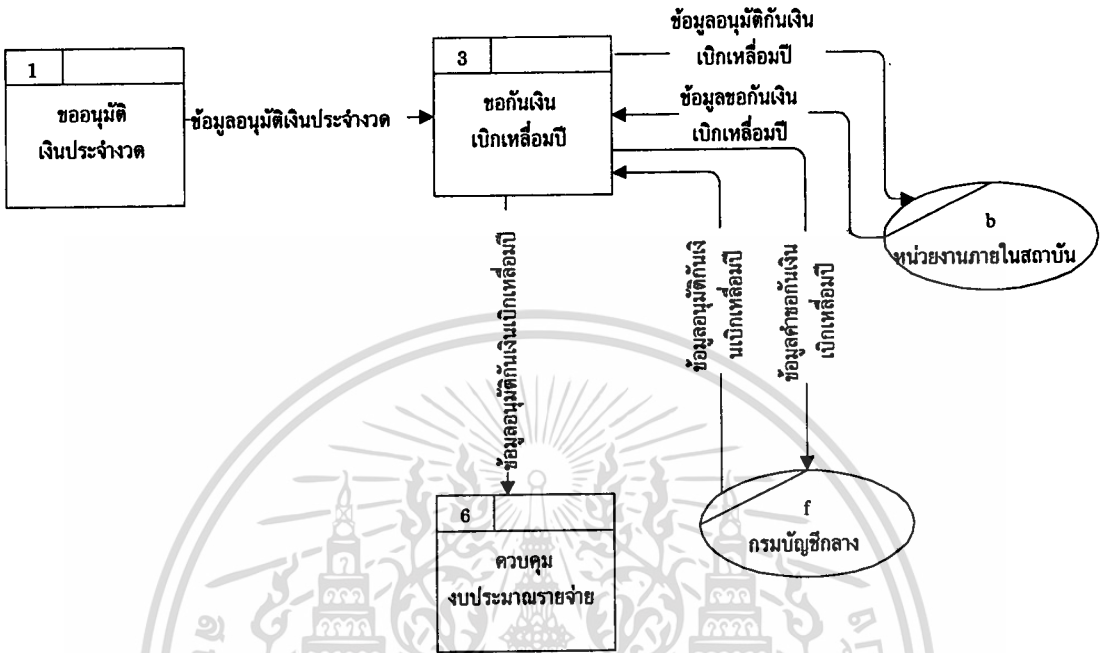 1
ขออนุมัติ
เงินประจำงวด
ข้อมูลอนุมัติเงินประจำงวด
3
ขอกันเงิน
เบิกเหลื่อมปี
ข้อมูลอนุมัติกันเงิน
เบิกเหลื่อมปี
ข้อมูลขอกันเงิน
เบิกเหลื่อมปี
b
หน่วยงานภายในสถาบัน
ข้อมูลอนุมัติกันเงินเบิกเหลื่อมปี
ข้อมูลอนุมัติกันเงิ
นเบิกเหลื่อมปี
ข้อมูลคำขอกันเงิน
เบิกเหลื่อมปี
6
ควบคุม
งบประมาณรายจ่าย
f
กรมบัญชีกลาง